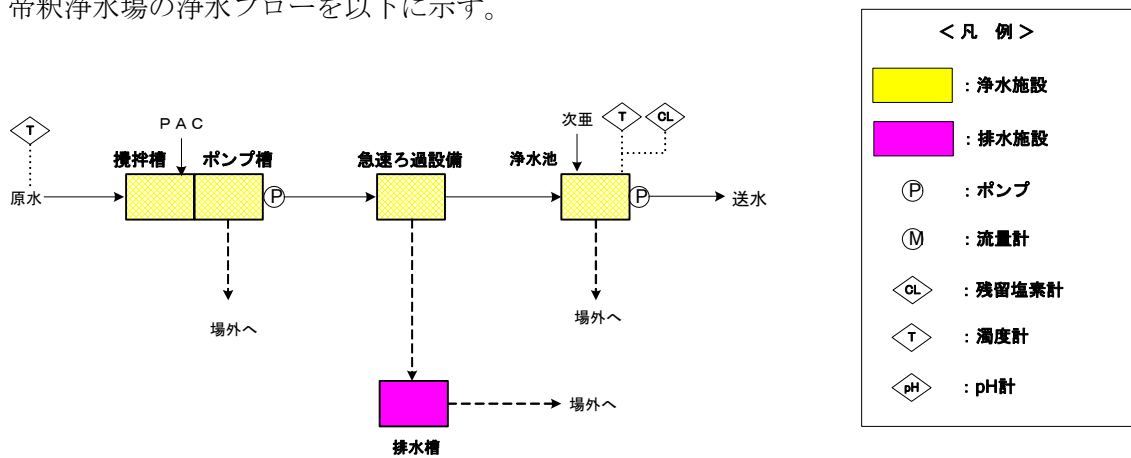 帝釈浄水場の浄水フローを以下に示す。
<凡 例>
：浄水施設
：排水施設
P ：ポンプ
M ：流量計
CL ：残留塩素計
T ：濁度計
pH ：pH計
T
PAC
次亜
T
CL
攪拌槽
ポンプ槽
急速ろ過設備
浄水池
原水
P
P
送水
場外へ
場外へ
場外へ
排水槽